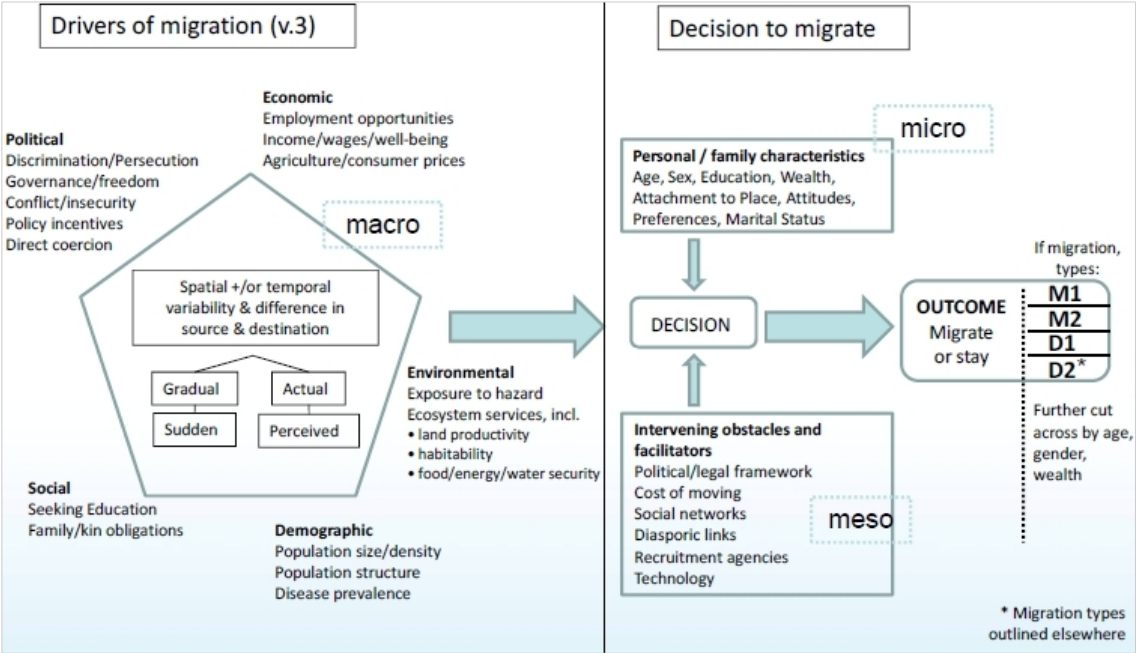 Drivers of migration (v.3)
Economic
Employment opportunities
Income/wages/well-being
Agriculture/consumer prices
Political
Discrimination/Persecution
Governance/freedom
Conflict/insecurity
Policy incentives
Direct coercion
macro
Spatial +/or temporal
variability & difference in
source & destination
Gradual
Actual
Sudden
Perceived
Environmental
Exposure to hazard
Ecosystem services, incl.
• land productivity
• habitability
• food/energy/water security
Social
Seeking Education
Family/kin obligations
Demographic
Population size/density
Population structure
Disease prevalence
Decision to migrate
micro
Personal / family characteristics
Age, Sex, Education, Wealth,
Attachment to Place, Attitudes,
Preferences, Marital Status
DECISION
Intervening obstacles and
facilitators
Political/legal framework
Cost of moving
Social networks
Diasporic links
Recruitment agencies
Technology
meso
If migration,
types:
OUTCOME
Migrate
or stay
M1
M2
D1
D2*
Further cut
across by age,
gender,
wealth
* Migration types
outlined elsewhere